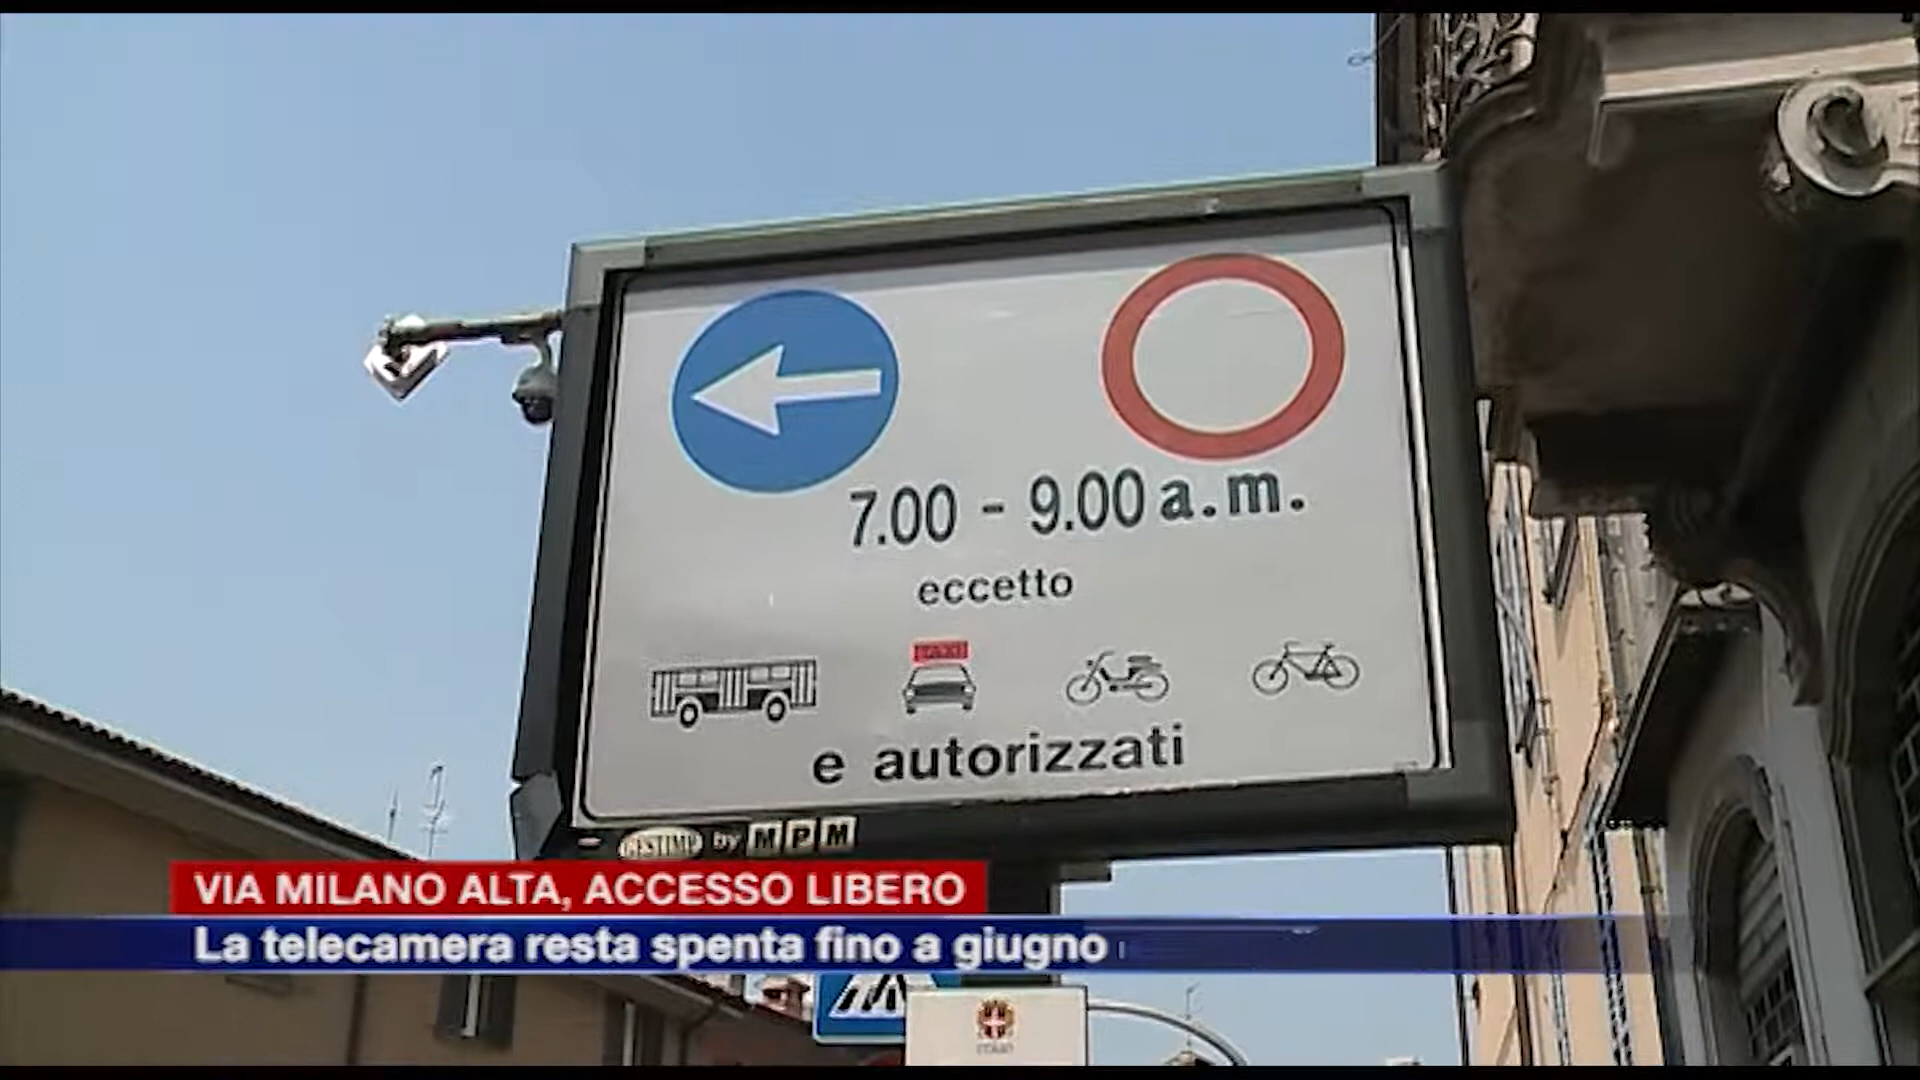 7.00 - 9.00 a.m.
eccetto
TAXI
e autorizzati
by MPM
VIA MILANO ALTA, ACCESSO LIBERO
La telecamera resta spenta fino a giugno